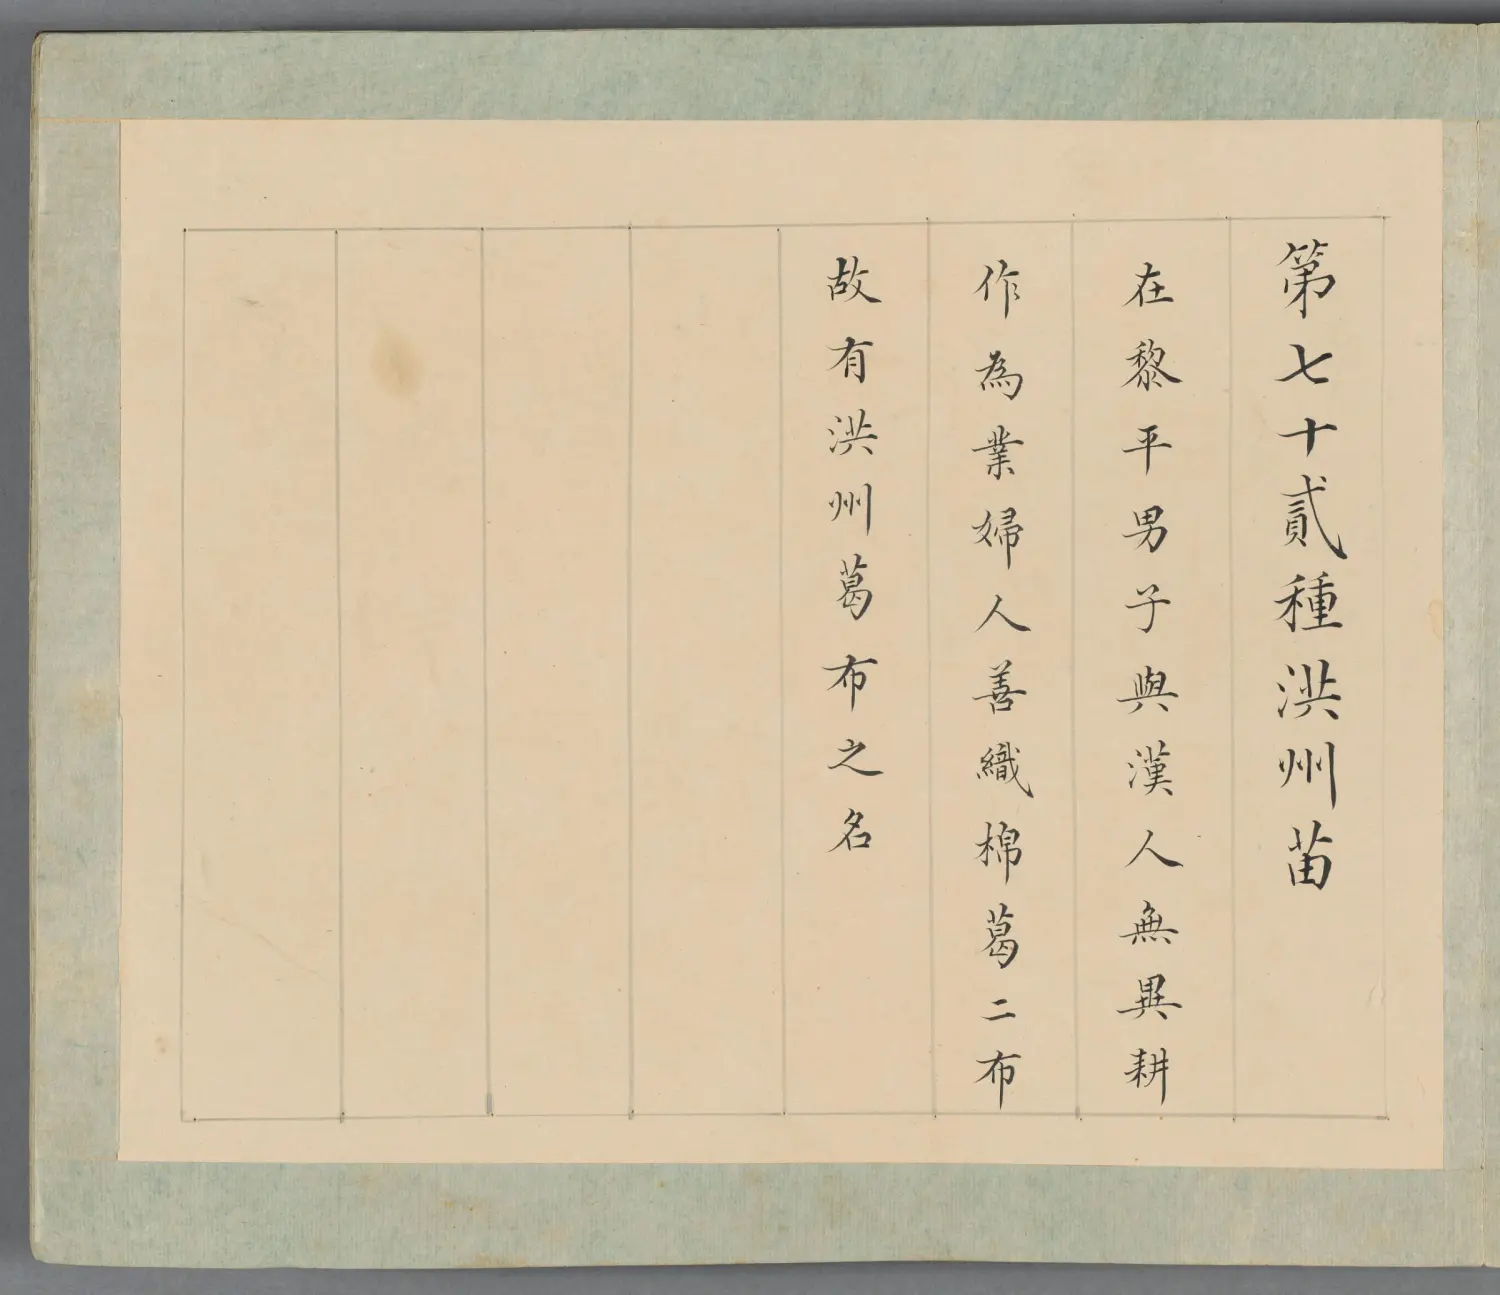 第七十貳種洪州苗
在黎平男子與漢人無異耕
作為業婦人善織棉葛二布
故有洪州葛布之名